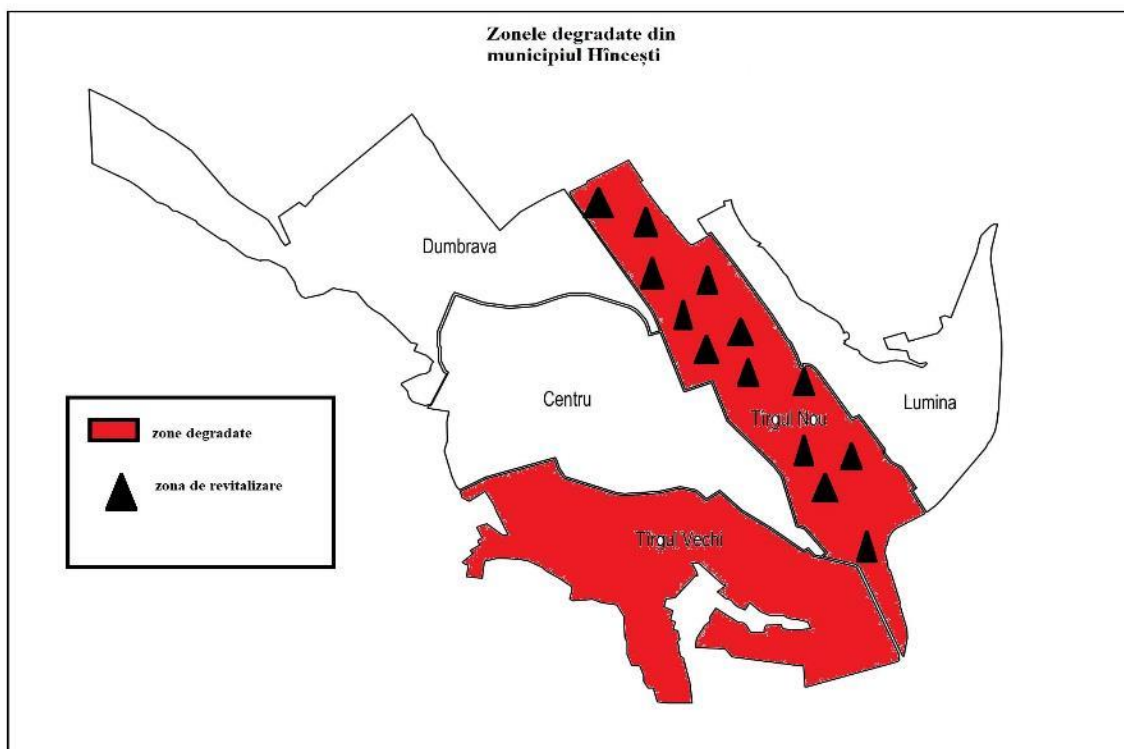 Zonele degradate din
municipiul Hîncești
Dumbrava
Centru
Tîrgul Nou
Lumina
Tîrgul Vechi
zone degradate
zona de revitalizare